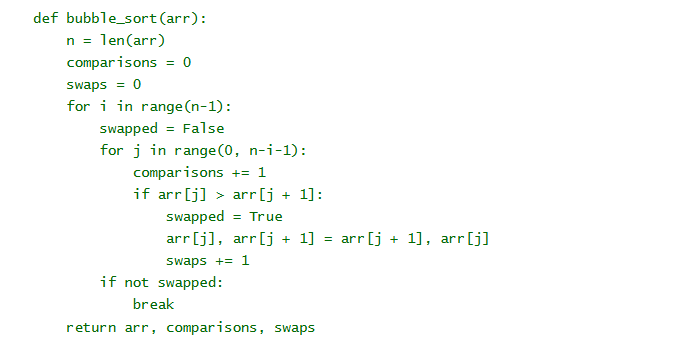 def bubble_sort(arr):
    n = len(arr)
    comparisons = 0
    swaps = 0
    for i in range(n-1):
        swapped = False
        for j in range(0, n-i-1):
            comparisons += 1
            if arr[j] > arr[j + 1]:
                swapped = True
                arr[j], arr[j + 1] = arr[j + 1], arr[j]
                swaps += 1
        if not swapped:
            break
    return arr, comparisons, swaps